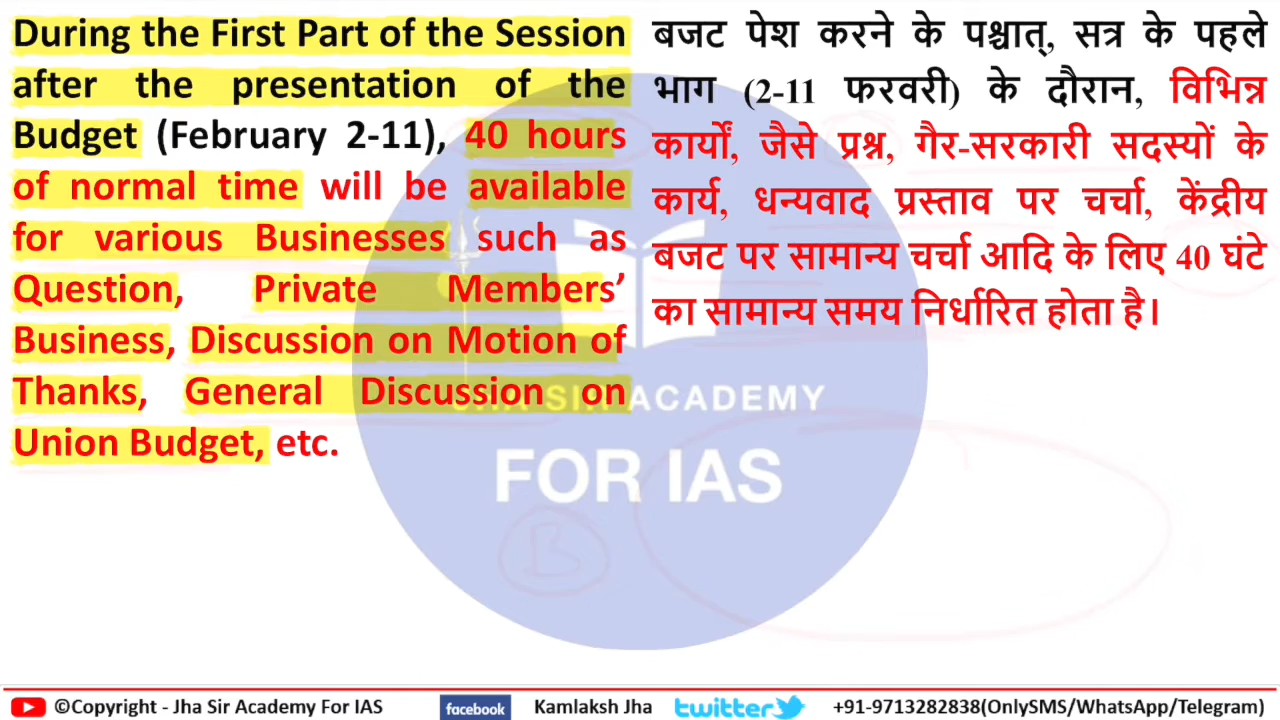 During the First Part of the Session
after the presentation of the
Budget (February 2-11), 40 hours
of normal time will be available
for various Businesses such as
Question, Private Members’
Business, Discussion on Motion of
Thanks, General Discussion on
Union Budget, etc.
बजट पेश करने के पश्चात्, सत्र के पहले
भाग (2-11 फरवरी) के दौरान, विभिन्न
कार्यों, जैसे प्रश्न, गैर-सरकारी सदस्यों के
कार्य, धन्यवाद प्रस्ताव पर चर्चा, केंद्रीय
बजट पर सामान्य चर्चा आदि के लिए 40 घंटे
का सामान्य समय निर्धारित होता है।
JHA SIR ACADEMY
FOR IAS
B
©Copyright - Jha Sir Academy For IAS facebook Kamlaksh Jha twitter +91-9713282838(OnlySMS/WhatsApp/Telegram)